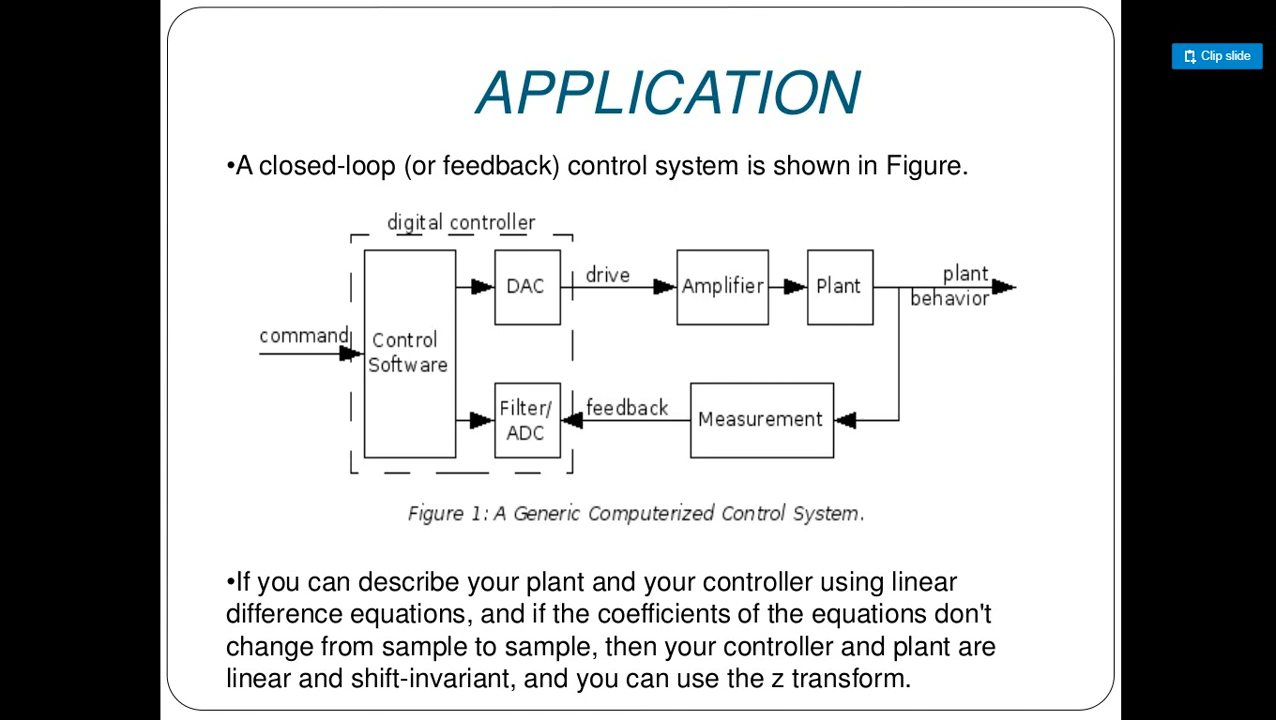 Clip slide
APPLICATION
•A closed-loop (or feedback) control system is shown in Figure.
digital controller
command
Control
Software
DAC
drive
Amplifier
Plant
plant
behavior
Filter/
ADC
feedback
Measurement
Figure 1: A Generic Computerized Control System.
•If you can describe your plant and your controller using linear
difference equations, and if the coefficients of the equations don't
change from sample to sample, then your controller and plant are
linear and shift-invariant, and you can use the z transform.